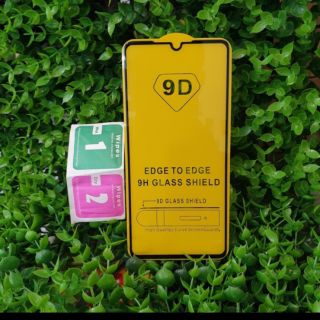 9D
EDGE TO EDGE
9H GLASS SHIELD
9D GLASS SHIELD
1
Wipes
2
Wipes